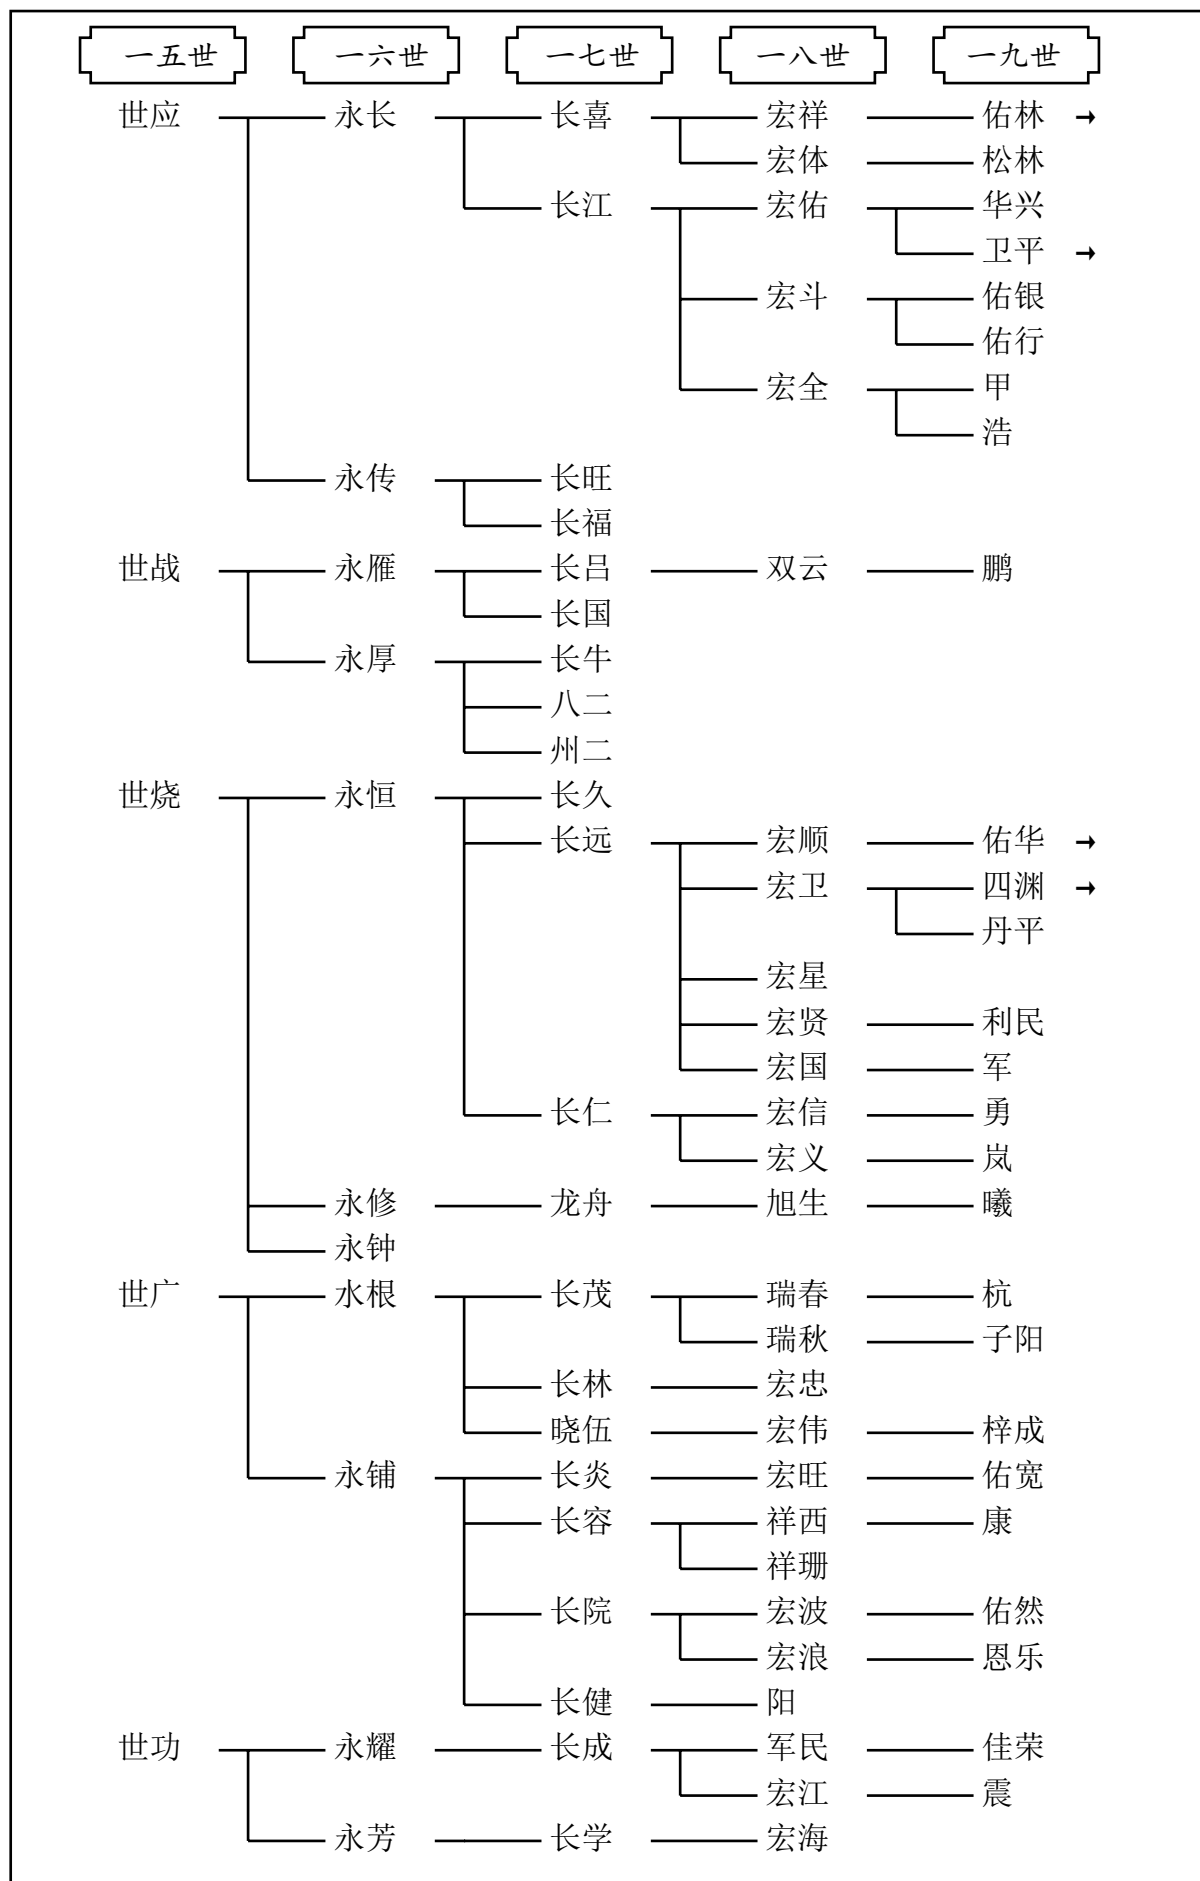 一五世 一六世 一七世 一八世 一九世
世应 永长 长喜 宏祥 佑林 →
宏体 松林
长江 宏佑 华兴
卫平 →
宏斗 佑银
佑行
宏全 甲
浩
永传 长旺
长福
世战 永雁 长吕 双云 鹏
长国
永厚 长牛
八二
州二
世烧 永恒 长久
长远 宏顺 佑华 →
宏卫 四渊 →
丹平
宏星
宏贤 利民
宏国 军
长仁 宏信 勇
宏义 岚
永修 龙舟 旭生 曦
永钟
世广 水根 长茂 瑞春 杭
瑞秋 子阳
长林 宏忠
晓伍 宏伟 梓成
永铺 长炎 宏旺 佑宽
长容 祥西 康
祥珊
长院 宏波 佑然
宏浪 恩乐
长健 阳
世功 永耀 长成 军民 佳荣
宏江 震
永芳 长学 宏海